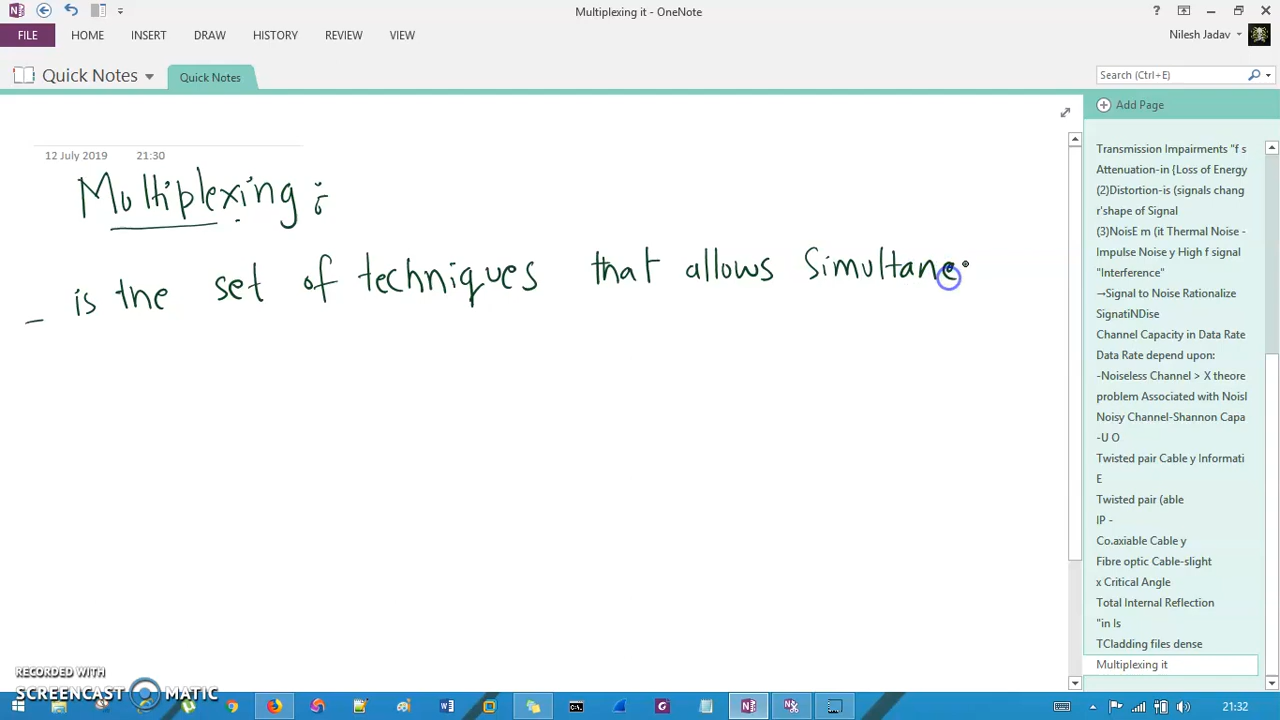 Multiplexing it - OneNote
FILE HOME INSERT DRAW HISTORY REVIEW VIEW
Nilesh Jadav
Quick Notes
Quick Notes
Search (Ctrl+E)
Add Page
12 July 2019 21:30
Multiplexing :
is the set of techniques that allows Simultane
Transmission Impairments "f s
Attenuation-in {Loss of Energy
(2)Distortion-is (signals chang
r'shape of Signal
(3)NoisE m (it Thermal Noise -
Impulse Noise y High f signal
"Interference"
→Signal to Noise Rationalize
SignatiNDise
Channel Capacity in Data Rate
Data Rate depend upon:
-Noiseless Channel > X theore
problem Associated with Noisl
Noisy Channel-Shannon Capa
-U O
Twisted pair Cable y Informati
E
Twisted pair (able
IP -
Co.axiable Cable y
Fibre optic Cable-slight
x Critical Angle
Total Internal Reflection
"in ls
TCladding files dense
Multiplexing it
RECORDED WITH
SCREENCAST MATIC
21:32